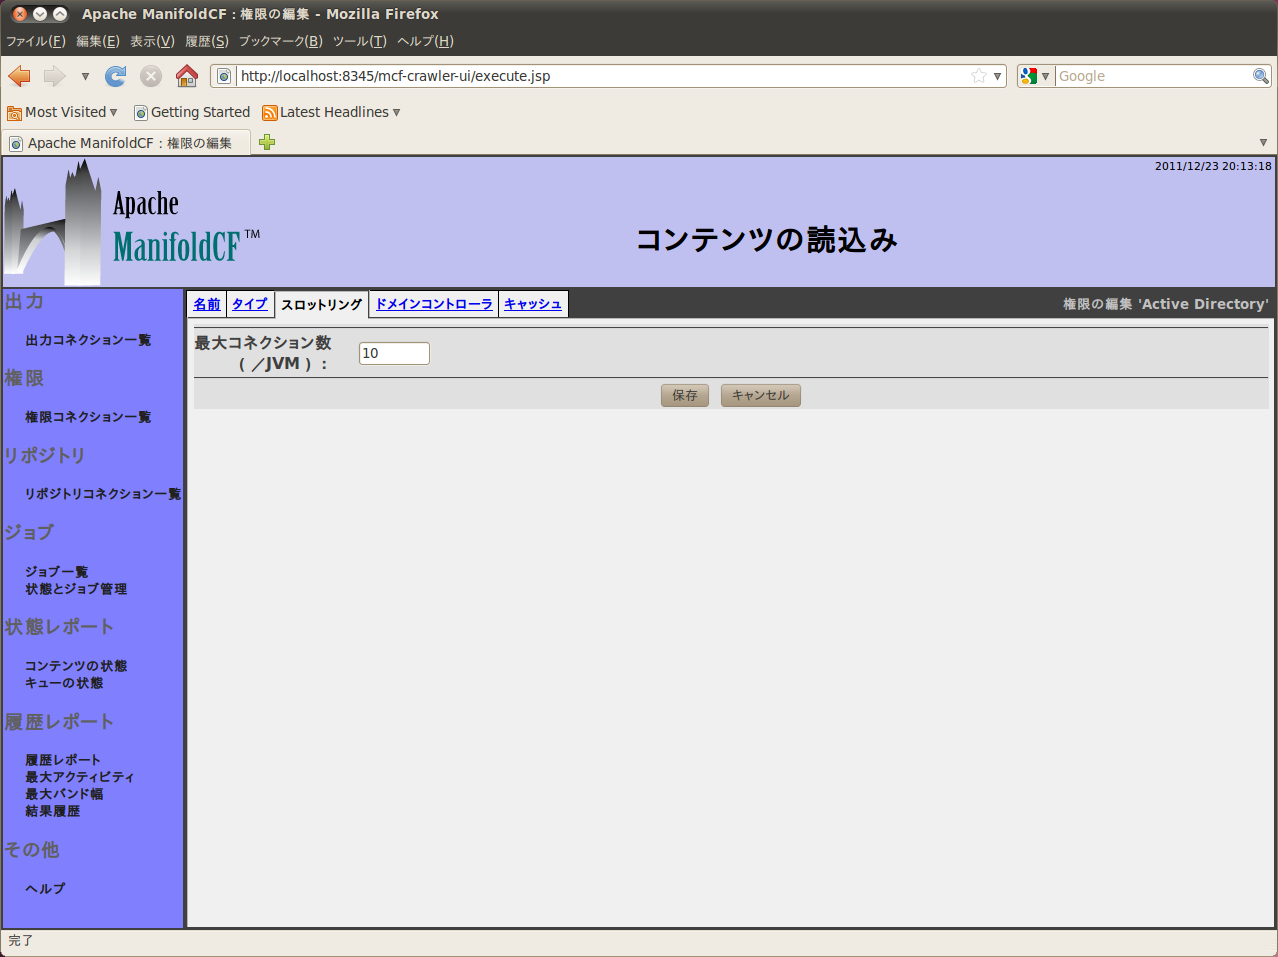 Apache ManifoldCF : 権限の編集 - Mozilla Firefox
ファイル(F) 編集(E) 表示(V) 履歴(S) ブックマーク(B) ツール(T) ヘルプ(H)
http://localhost:8345/mcf-crawler-ui/execute.jsp
Google
Most Visited Getting Started Latest Headlines
Apache ManifoldCF : 権限の編集
2011/12/23 20:13:18
Apache
ManifoldCF™
コンテンツの読込み
出力
出力コネクション一覧
権限
権限コネクション一覧
リポジトリ
リポジトリコネクション一覧
ジョブ
ジョブ一覧
状態とジョブ管理
状態レポート
コンテンツの状態
キューの状態
履歴レポート
履歴レポート
最大アクティビティ
最大バンド幅
結果履歴
その他
ヘルプ
名前 タイプ スロットリング ドメインコントローラ キャッシュ
権限の編集 'Active Directory'
最大コネクション数
(／JVM）:
10
保存 キャンセル
完了